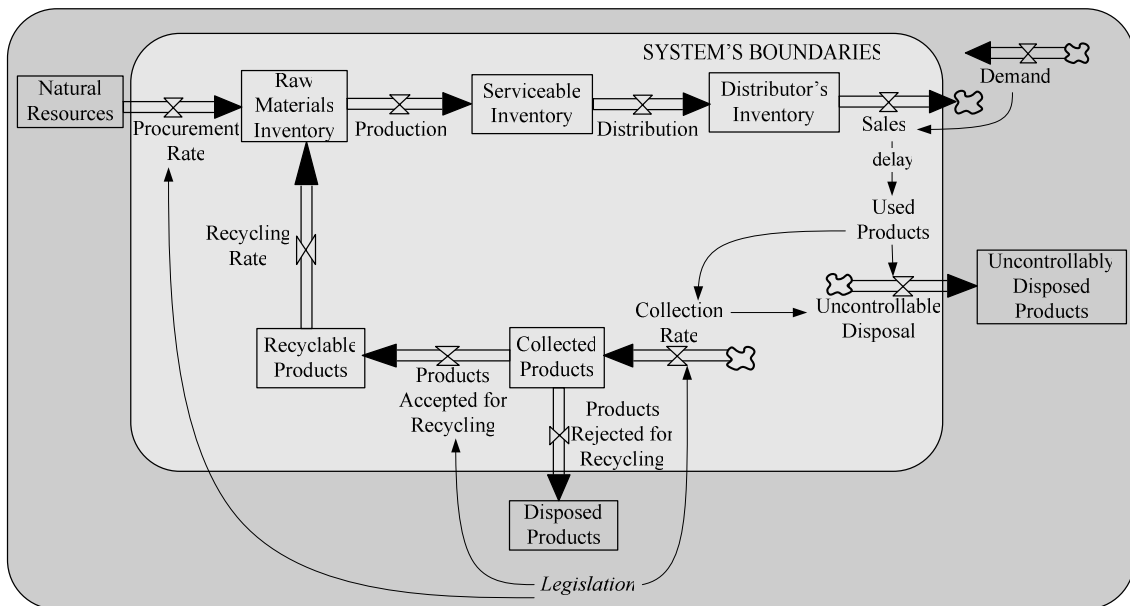 SYSTEM'S BOUNDARIES
Natural
Resources
Procurement
Rate
Raw
Materials
Inventory
Production
Serviceable
Inventory
Distribution
Distributor's
Inventory
Sales
Demand
delay
Used
Products
Uncontrollable
Disposal
Uncontrollably
Disposed
Products
Collection
Rate
Collected
Products
Products
Accepted for
Recycling
Recyclable
Products
Recycling
Rate
Products
Rejected for
Recycling
Disposed
Products
Legislation